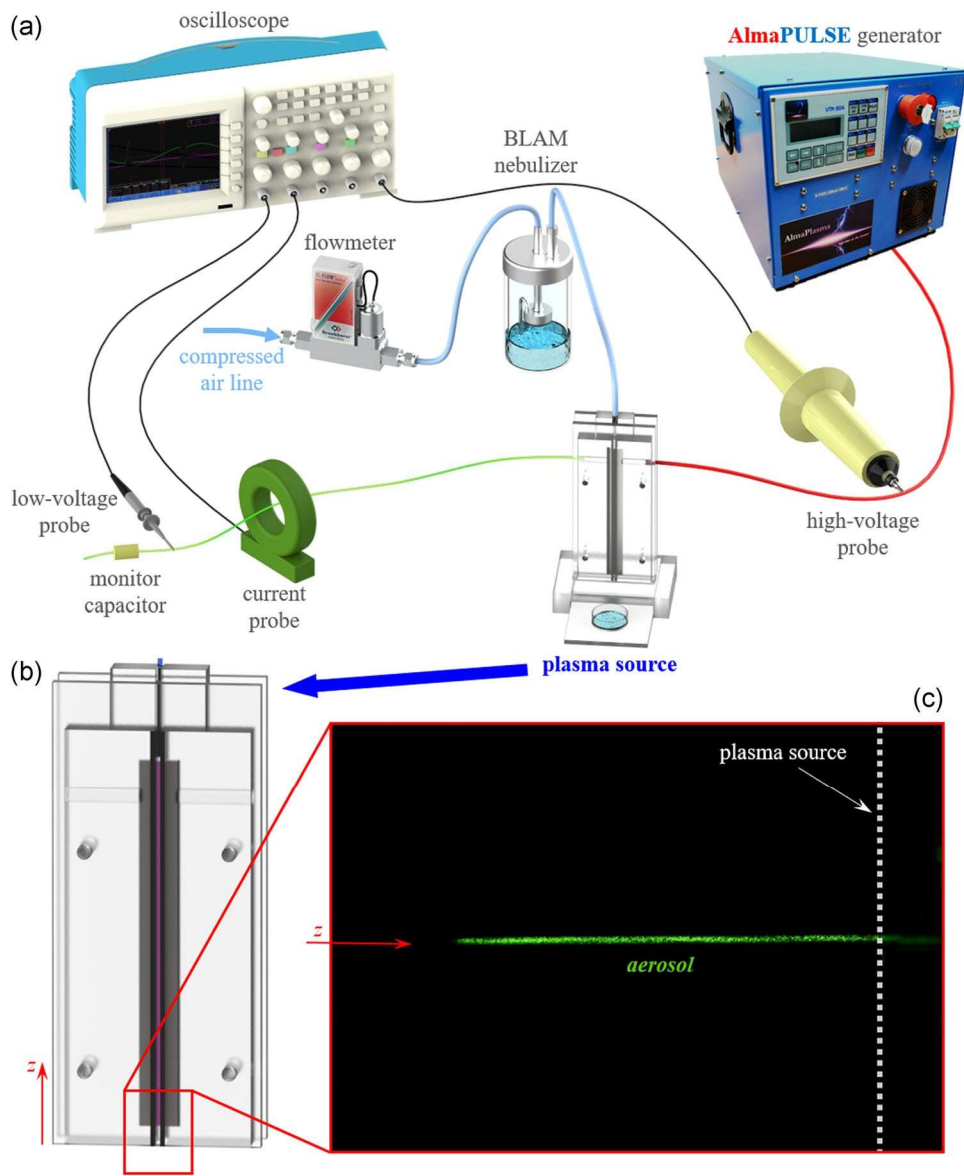 (a)
oscilloscope
AlmaPULSE generator
BLAM
nebulizer
flowmeter
AlmaPlasma
compressed
air line
low-voltage
probe
monitor
capacitor
current
probe
high-voltage
probe
plasma source
(b)
(c)
plasma source
z
aerosol
z